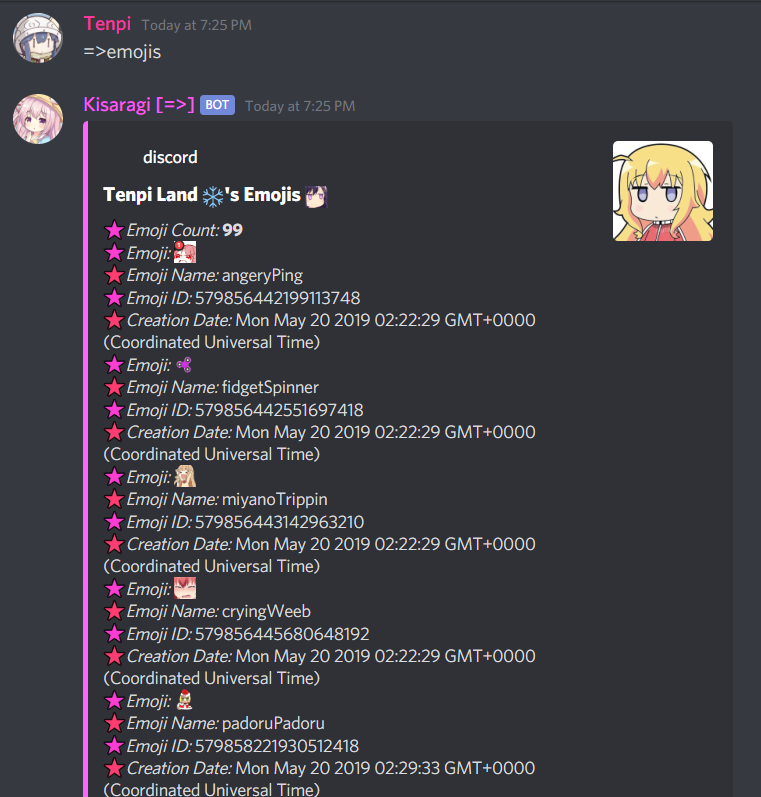 Tenpi Today at 7:25 PM
=>emojis
Kisaragi [=>] BOT Today at 7:25 PM
discord
Tenpi Land ❄'s Emojis
Emoji Count: 99
Emoji:
Emoji Name: angeryPing
Emoji ID: 579856442199113748
Creation Date: Mon May 20 2019 02:22:29 GMT+0000
(Coordinated Universal Time)
Emoji:
Emoji Name: fidgetSpinner
Emoji ID: 579856442551697418
Creation Date: Mon May 20 2019 02:22:29 GMT+0000
(Coordinated Universal Time)
Emoji:
Emoji Name: miyanoTrippin
Emoji ID: 579856443142963210
Creation Date: Mon May 20 2019 02:22:29 GMT+0000
(Coordinated Universal Time)
Emoji:
Emoji Name: cryingWeeb
Emoji ID: 579856445680648192
Creation Date: Mon May 20 2019 02:22:29 GMT+0000
(Coordinated Universal Time)
Emoji:
Emoji Name: padoruPadoru
Emoji ID: 579858221930512418
Creation Date: Mon May 20 2019 02:29:33 GMT+0000
(Coordinated Universal Time)